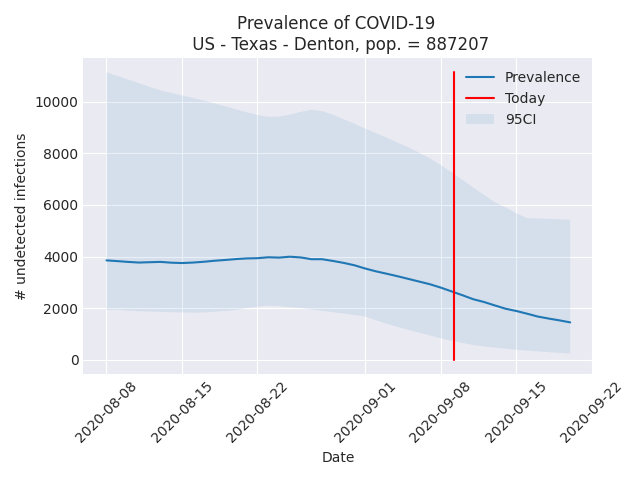 Prevalence of COVID-19
US - Texas - Denton, pop. = 887207
Prevalence
Today
95CI
10000
8000
6000
4000
2000
0
# undetected infections
2020-08-08
2020-08-15
2020-08-22
2020-09-01
2020-09-08
2020-09-15
2020-09-22
Date